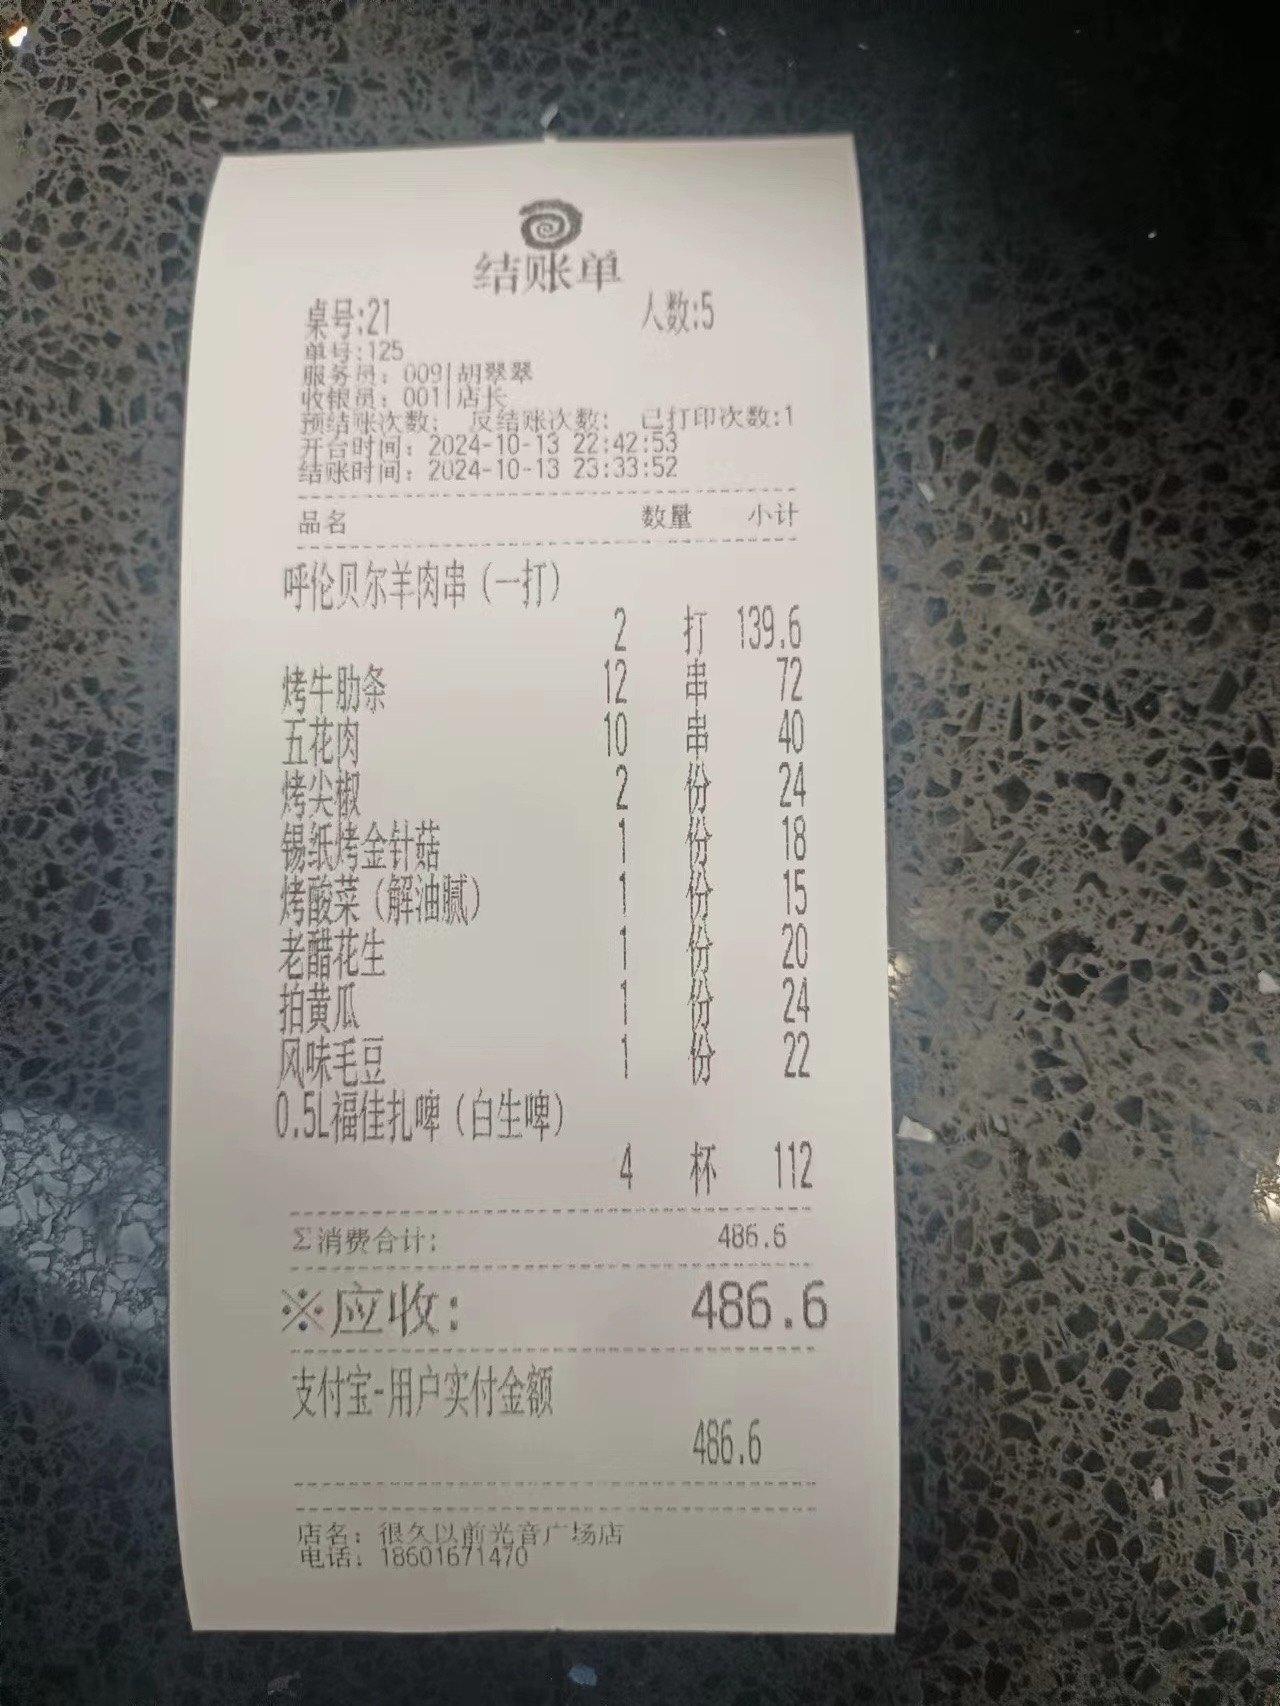 结账单
桌号:21 人数:5
单号:125
服务员: 009|胡翠翠
收银员: 001|店长
预结账次数: 反结账次数: 已打印次数:1
开台时间: 2024-10-13 22:42:53
结账时间: 2024-10-13 23:33:52
品名 数量 小计
呼伦贝尔羊肉串(一打)
2 打 139.6
烤牛肋条 12 串 72
五花肉 10 串 40
烤尖椒 2 份 24
锡纸烤金针菇 1 份 18
烤酸菜(解油腻) 1 份 15
老醋花生 1 份 20
拍黄瓜 1 份 24
风味毛豆 1 份 22
0.5L福佳扎啤(白生啤)
4 杯 112
Σ消费合计: 486.6
※应收: 486.6
支付宝-用户实付金额
486.6
店名: 很久以前光音广场店
电话: 18601671470